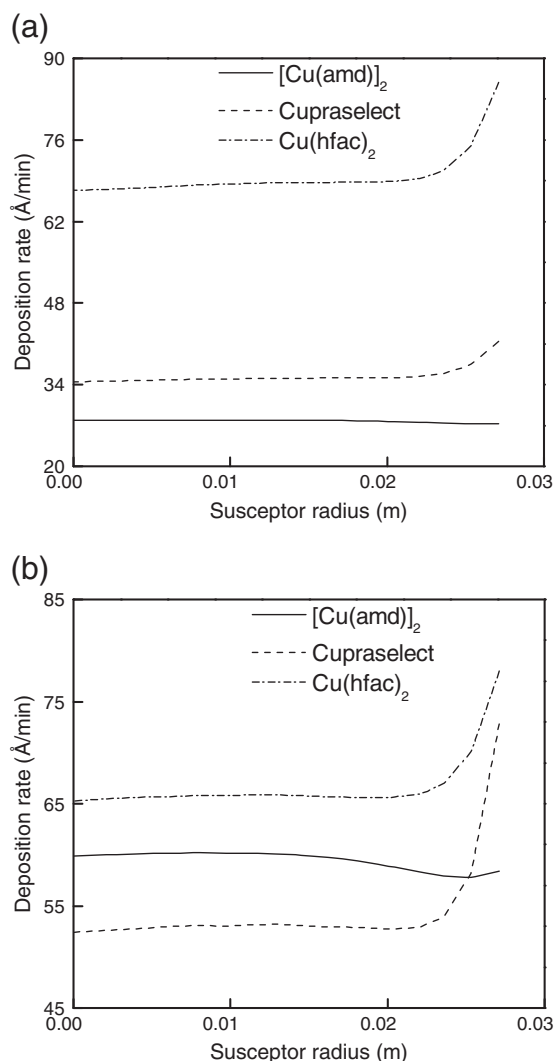 (a)
90
76
62
48
34
20
Deposition rate (Å/min)
[Cu(amd)]₂
Cupraselect
Cu(hfac)₂
0.00 0.01 0.02 0.03
Susceptor radius (m)
(b)
85
75
65
55
45
Deposition rate (Å/min)
[Cu(amd)]₂
Cupraselect
Cu(hfac)₂
0.00 0.01 0.02 0.03
Susceptor radius (m)